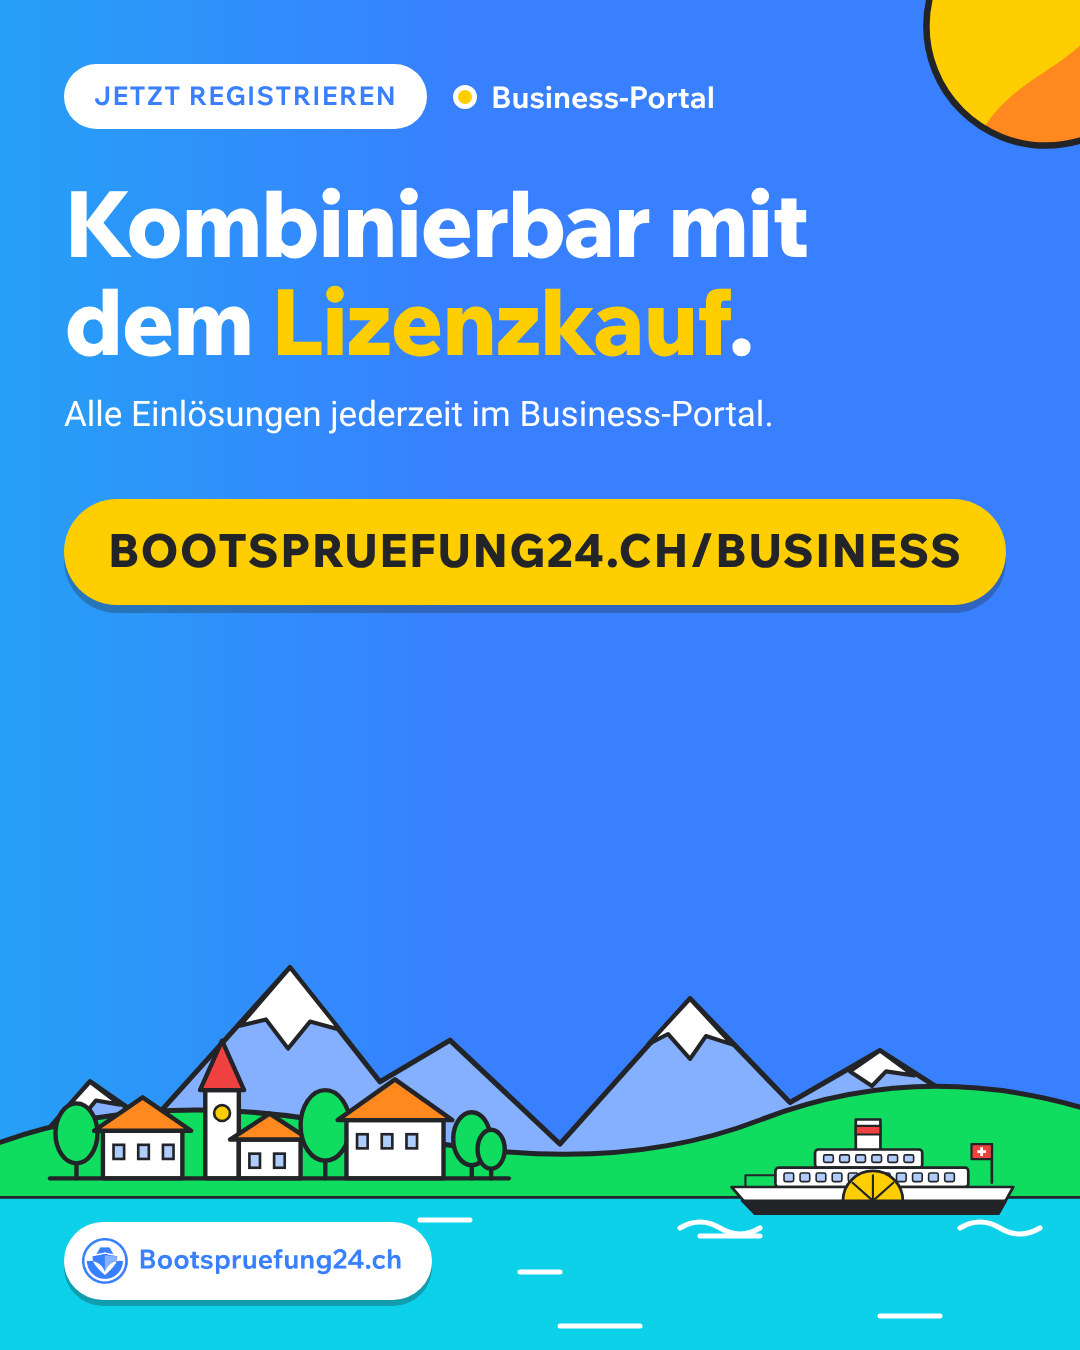 JETZT REGISTRIEREN
Business-Portal
Kombinierbar mit
dem Lizenzkauf.
Alle Einlösungen jederzeit im Business-Portal.
BOOTSPRUEFUNG24.CH/BUSINESS
Bootspruefung24.ch